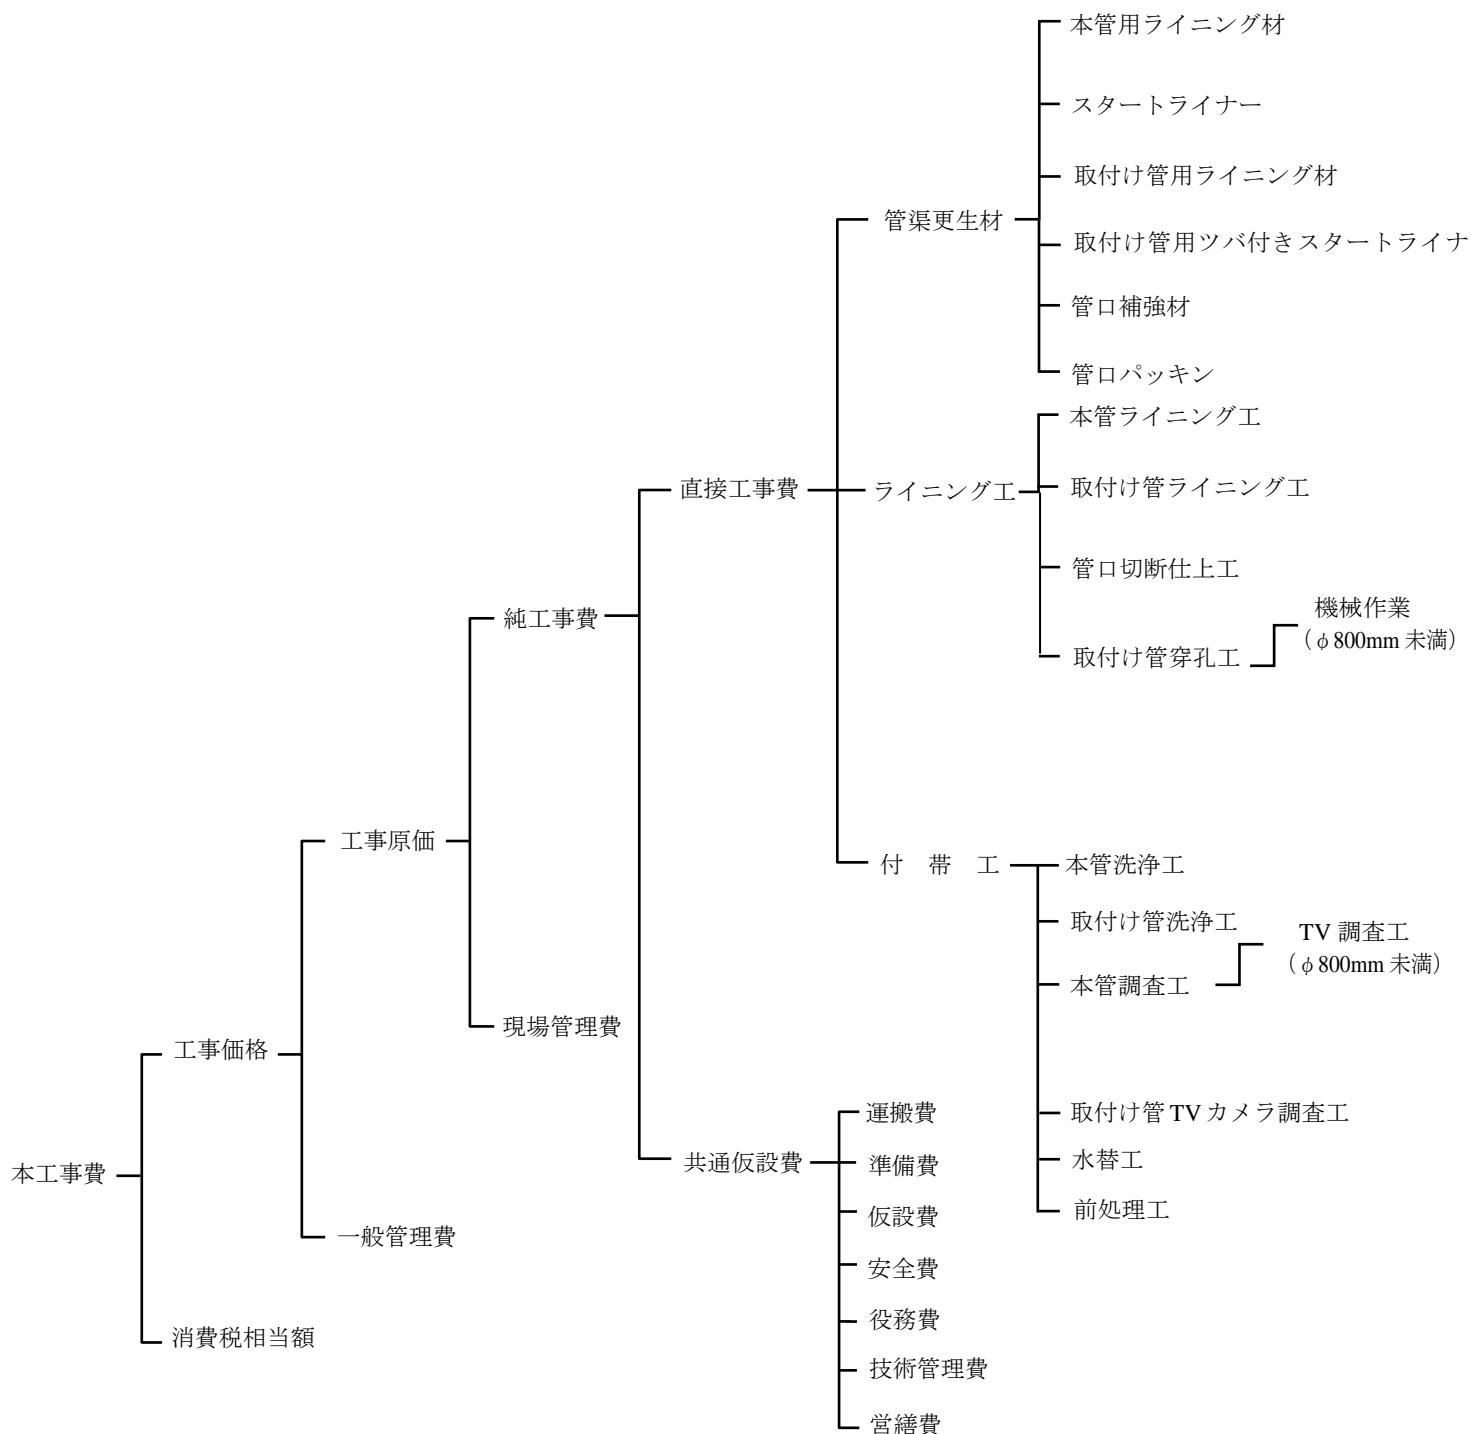 本管用ライニング材
スタートライナー
取付け管用ライニング材
管渠更生材
取付け管用ツバ付きスタートライナ
管口補強材
管口パッキン
本管ライニング工
直接工事費
ライニング工
取付け管ライニング工
管口切断仕上工
純工事費
機械作業
（φ800mm 未満）
取付け管穿孔工
工事原価
付　帯　工
本管洗浄工
取付け管洗浄工
TV 調査工
（φ800mm 未満）
本管調査工
現場管理費
工事価格
運搬費
取付け管 TV カメラ調査工
本工事費
共通仮設費
準備費
水替工
仮設費
前処理工
一般管理費
安全費
役務費
消費税相当額
技術管理費
営繕費